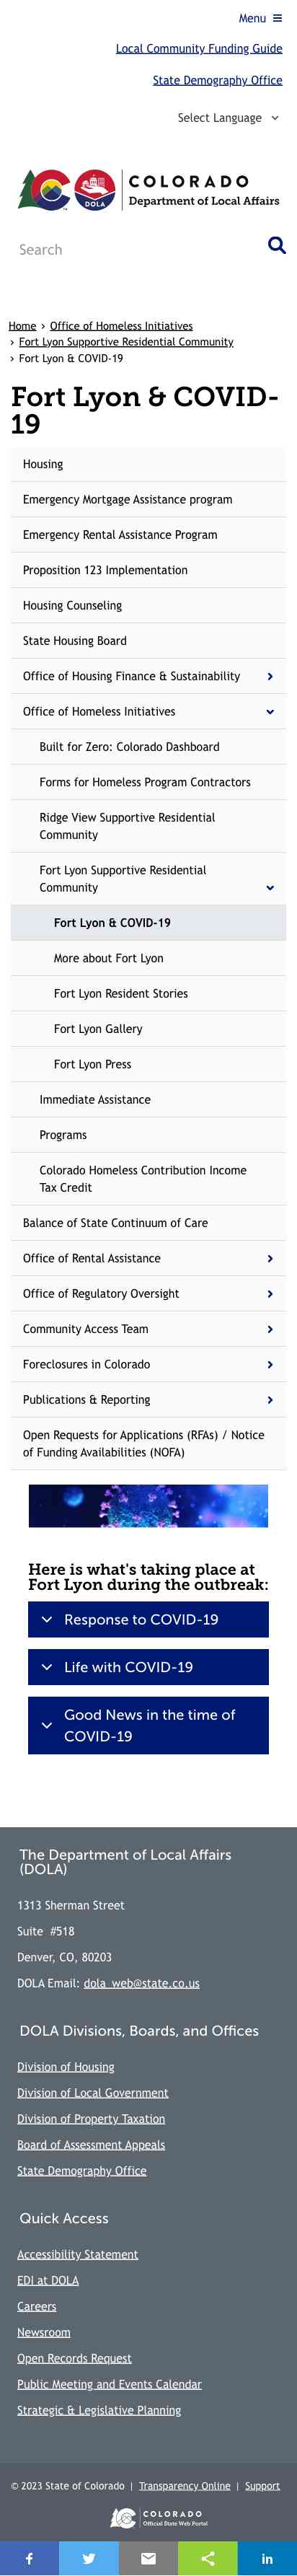 Menu
Local Community Funding Guide
State Demography Office
Select Language
DOLA
COLORADO
Department of Local Affairs
Search
Home › Office of Homeless Initiatives
› Fort Lyon Supportive Residential Community
› Fort Lyon & COVID-19
Fort Lyon & COVID-
19
Housing
Emergency Mortgage Assistance program
Emergency Rental Assistance Program
Proposition 123 Implementation
Housing Counseling
State Housing Board
Office of Housing Finance & Sustainability
Office of Homeless Initiatives
Built for Zero: Colorado Dashboard
Forms for Homeless Program Contractors
Ridge View Supportive Residential
Community
Fort Lyon Supportive Residential
Community
Fort Lyon & COVID-19
More about Fort Lyon
Fort Lyon Resident Stories
Fort Lyon Gallery
Fort Lyon Press
Immediate Assistance
Programs
Colorado Homeless Contribution Income
Tax Credit
Balance of State Continuum of Care
Office of Rental Assistance
Office of Regulatory Oversight
Community Access Team
Foreclosures in Colorado
Publications & Reporting
Open Requests for Applications (RFAs) / Notice
of Funding Availabilities (NOFA)
Here is what's taking place at
Fort Lyon during the outbreak:
Response to COVID-19
Life with COVID-19
Good News in the time of
COVID-19
The Department of Local Affairs
(DOLA)
1313 Sherman Street
Suite #518
Denver, CO, 80203
DOLA Email: dola_web@state.co.us
DOLA Divisions, Boards, and Offices
Division of Housing
Division of Local Government
Division of Property Taxation
Board of Assessment Appeals
State Demography Office
Quick Access
Accessibility Statement
EDI at DOLA
Careers
Newsroom
Open Records Request
Public Meeting and Events Calendar
Strategic & Legislative Planning
© 2023 State of Colorado | Transparency Online | Support
COLORADO
Official State Web Portal